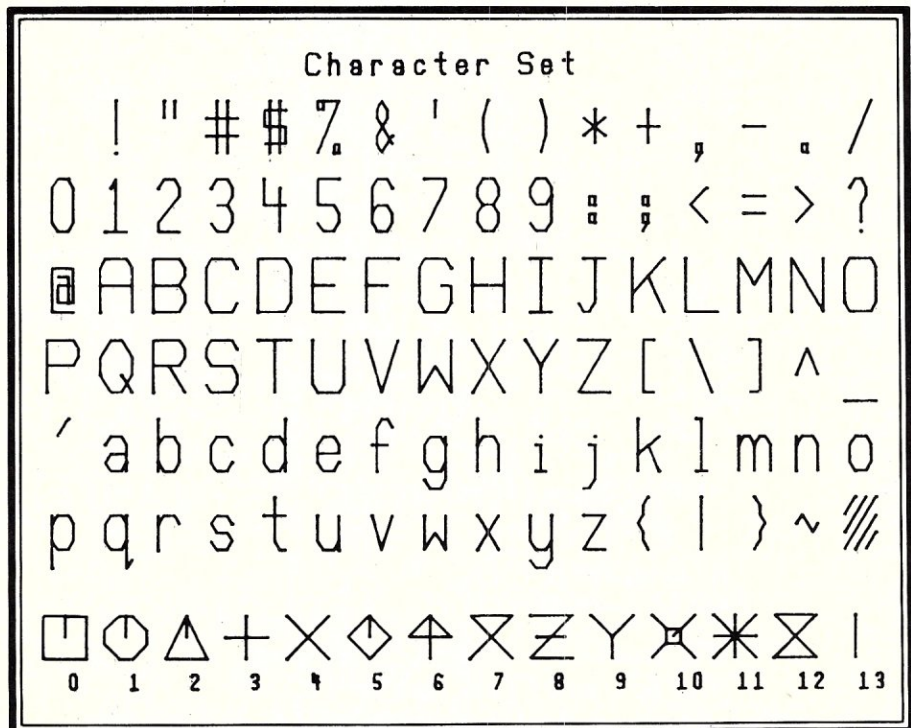 Character Set
! " # $ % & ' ( ) * + , - . /
0 1 2 3 4 5 6 7 8 9 : ; < = > ?
@ A B C D E F G H I J K L M N O
P Q R S T U V W X Y Z [ \ ] ^ _
´ a b c d e f g h i j k l m n o
p q r s t u v w x y z { | } ~
0 1 2 3 4 5 6 7 8 9 10 11 12 13